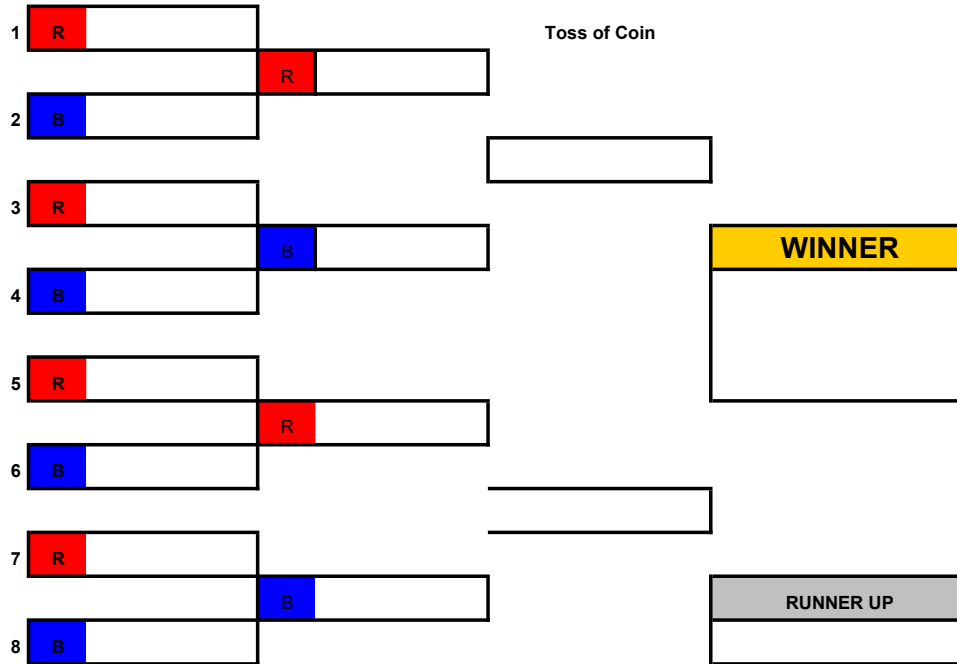 1 R Toss of Coin
R
2 B
3 R
B WINNER
4 B
5 R
R
6 B
7 R
B RUNNER UP
8 B